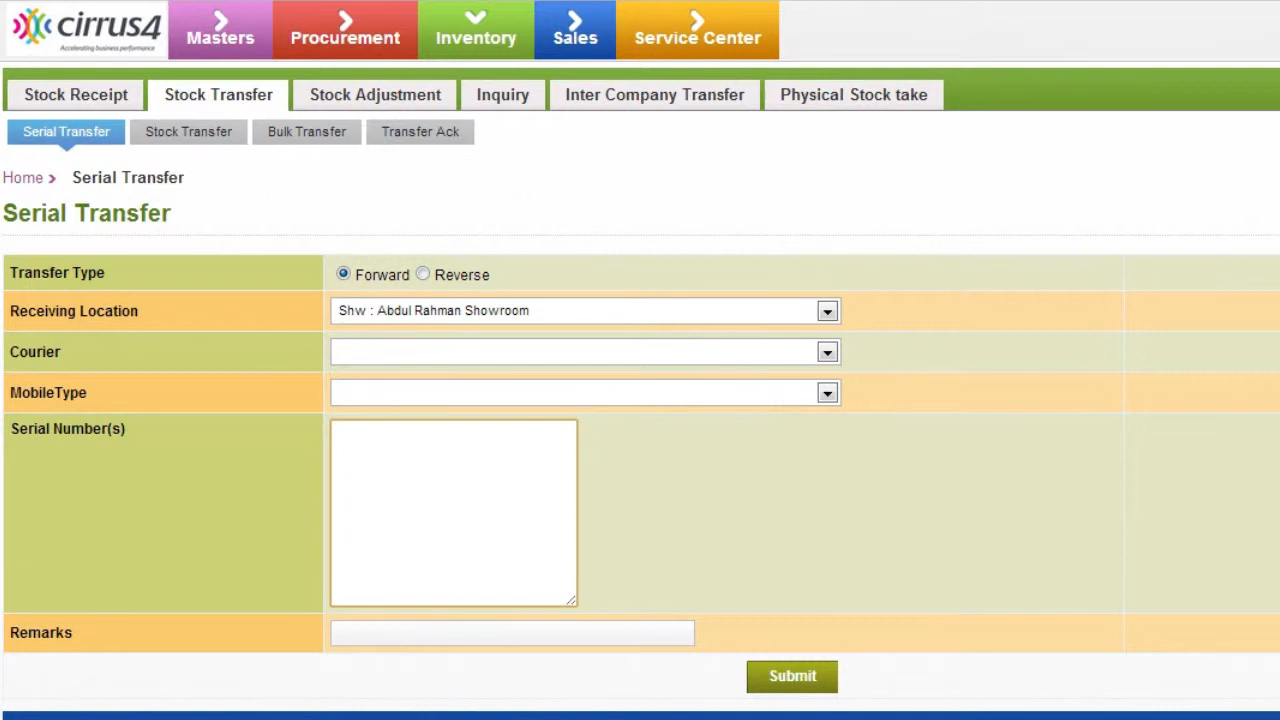 cirrus4
Accelerating business performance
Masters
Procurement
Inventory
Sales
Service Center
Stock Receipt
Stock Transfer
Stock Adjustment
Inquiry
Inter Company Transfer
Physical Stock take
Serial Transfer
Stock Transfer
Bulk Transfer
Transfer Ack
Home Serial Transfer
Serial Transfer
Transfer Type Forward Reverse
Receiving Location Shw : Abdul Rahman Showroom
Courier
MobileType
Serial Number(s)
Remarks
Submit